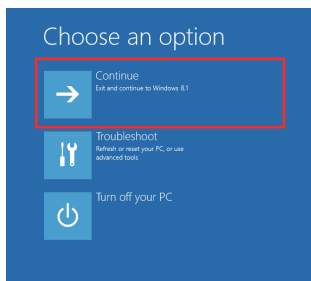 Choose an option
Continue
Exit and continue to Windows 8.1
Troubleshoot
Refresh or reset your PC, or use
advanced tools
Turn off your PC